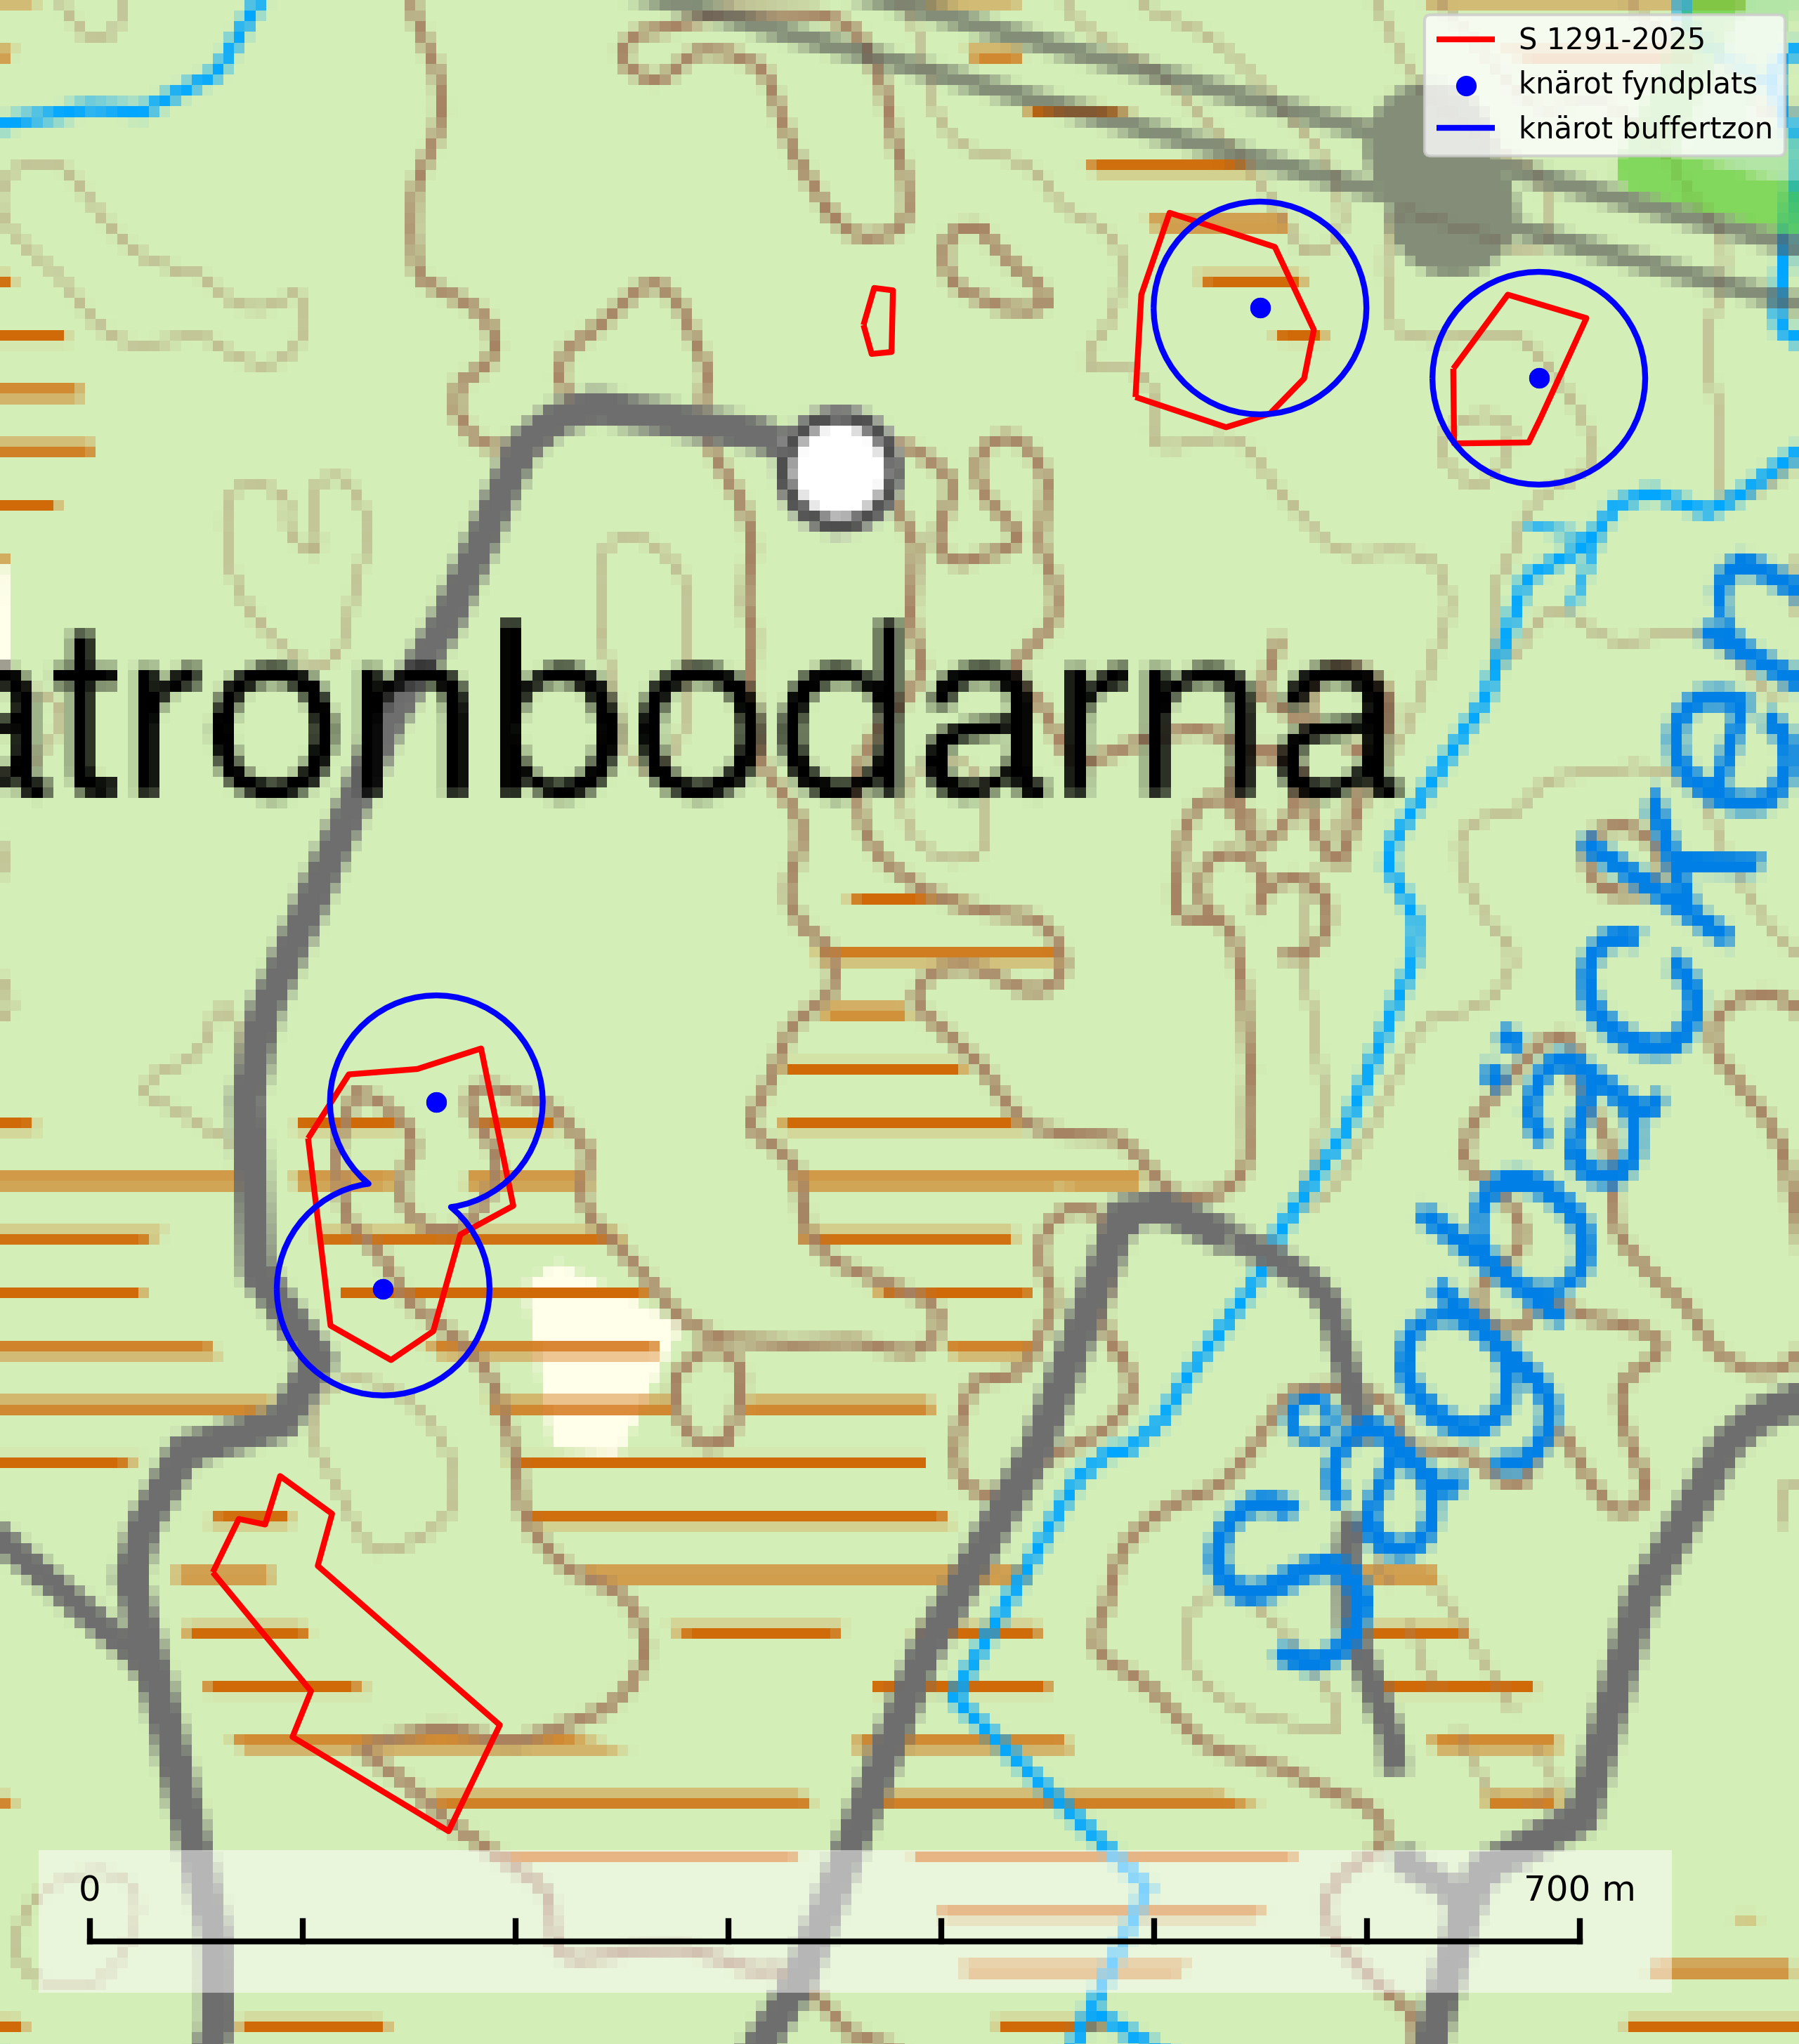 S 1291-2025
knärot fyndplats
knärot buffertzon
atronbodarna
Sågbäcken
0 700 m